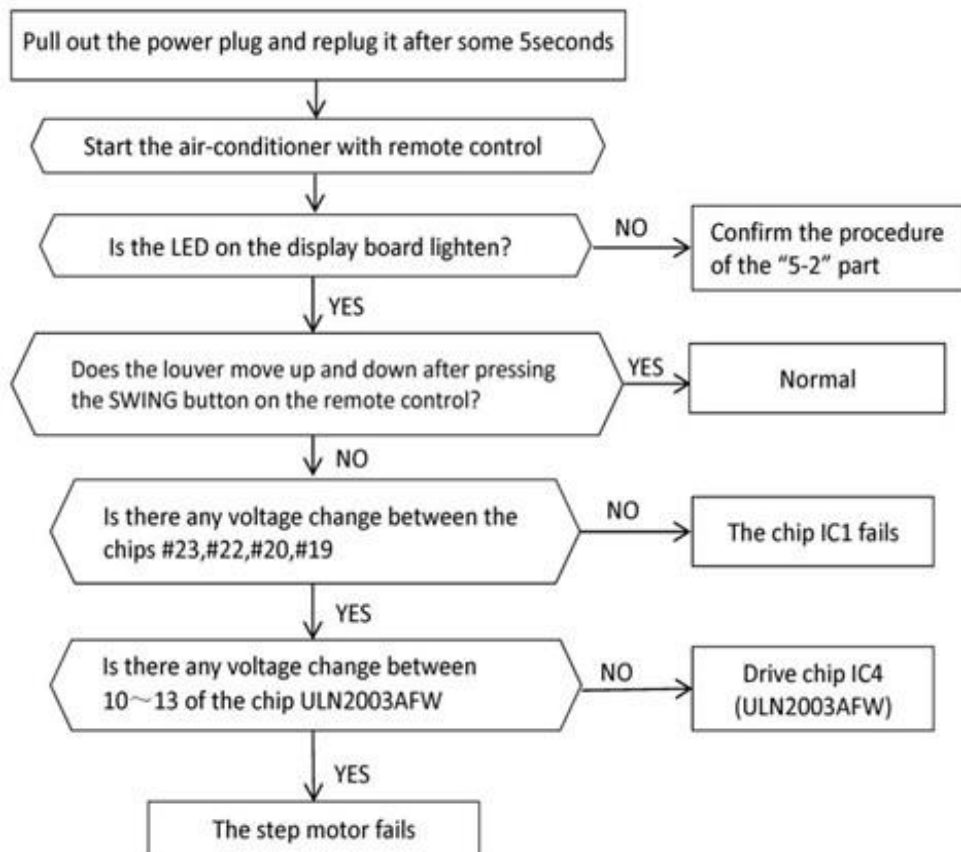 Pull out the power plug and replug it after some 5seconds
Start the air-conditioner with remote control
Is the LED on the display board lighten?
NO
Confirm the procedure
of the “5-2” part
YES
Does the louver move up and down after pressing
the SWING button on the remote control?
YES
Normal
NO
Is there any voltage change between the
chips #23,#22,#20,#19
NO
The chip IC1 fails
YES
Is there any voltage change between
10～13 of the chip ULN2003AFW
NO
Drive chip IC4
(ULN2003AFW)
YES
The step motor fails